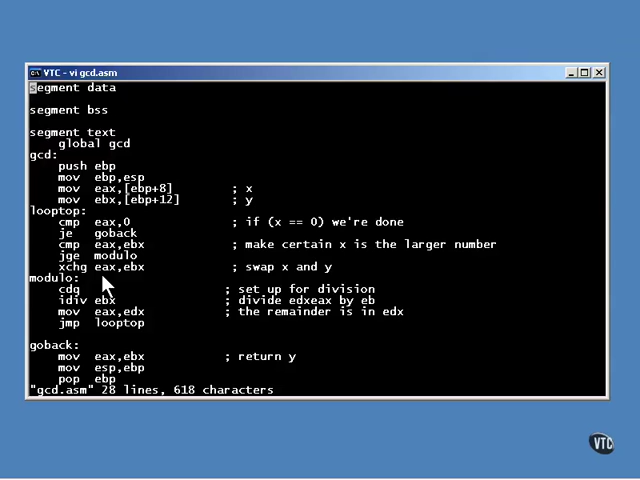 VTC - vi gcd.asm
segment data
segment bss
segment text
global gcd
gcd:
push ebp
mov ebp,esp
mov eax,[ebp+8] ; x
mov ebx,[ebp+12] ; y
looptop:
cmp eax,0 ; if (x == 0) we're done
je goback
cmp eax,ebx ; make certain x is the larger number
jge modulo
xchg eax,ebx ; swap x and y
modulo:
cdq ; set up for division
idiv ebx ; divide edxeax by eb
mov eax,edx ; the remainder is in edx
jmp looptop
goback:
mov eax,ebx ; return y
mov esp,ebp
pop ebp
"gcd.asm" 28 lines, 618 characters
VTC